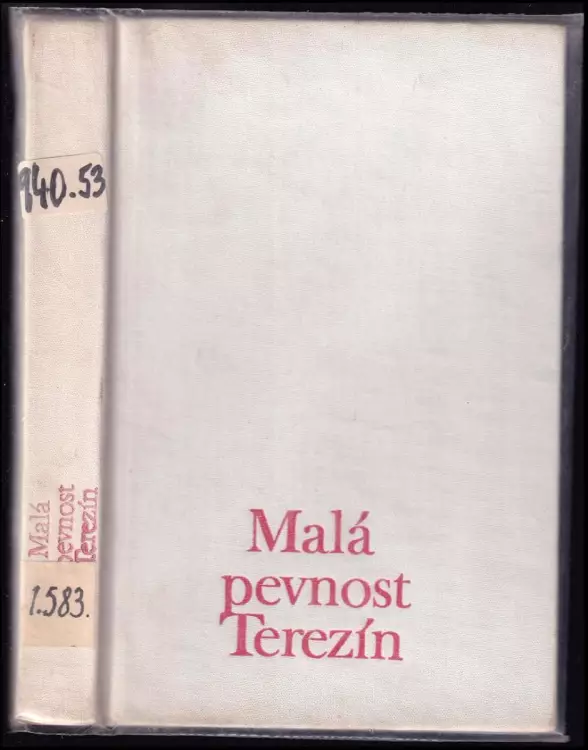 940.53
Malá
pevnost
Terezín
1.583.
Malá
pevnost
Terezín